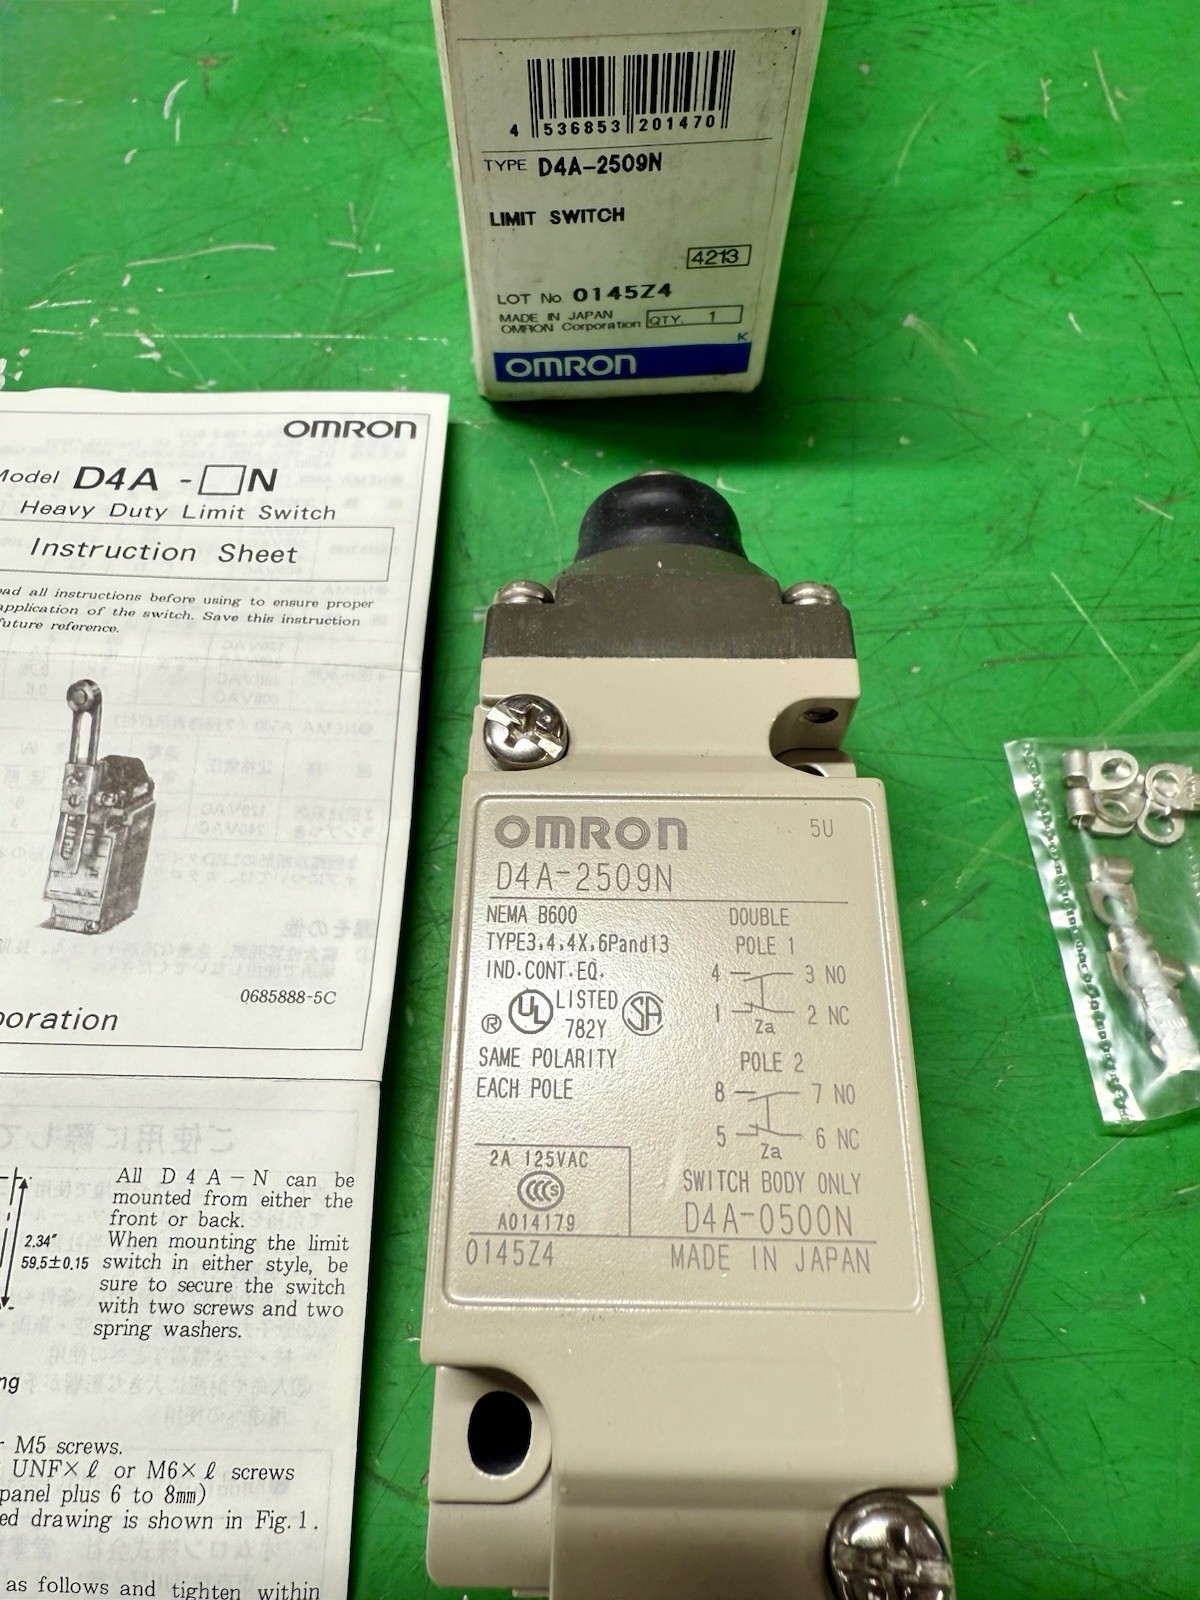 4 536853 201470
TYPE D4A-2509N
LIMIT SWITCH
4213
LOT No. 0145Z4
MADE IN JAPAN
OMRON Corporation QTY. 1
K
OMRON
OMRON
Model D4A-□N
Heavy Duty Limit Switch
Instruction Sheet
ead all instructions before using to ensure proper
application of the switch. Save this instruction
future reference.
0685888-5C
poration
All D4A-N can be
mounted from either the
front or back.
When mounting the limit
switch in either style, be
sure to secure the switch
with two screws and two
spring washers.
2.34"
59.5±0.15
ng
r M5 screws.
UNF×ℓ or M6×ℓ screws
panel plus 6 to 8mm)
ed drawing is shown in Fig.1.
as follows and tighten within
OMRON 5U
D4A-2509N
NEMA B600
TYPE3,4,4X,6Pand13
IND.CONT.EQ.
® UL LISTED SA
782Y
SAME POLARITY
EACH POLE
DOUBLE
POLE 1
4 3 NO
1 2 NC
Za
POLE 2
8 7 NO
5 6 NC
Za
2A 125VAC
CCC S
A014179
SWITCH BODY ONLY
D4A-0500N
0145Z4 MADE IN JAPAN